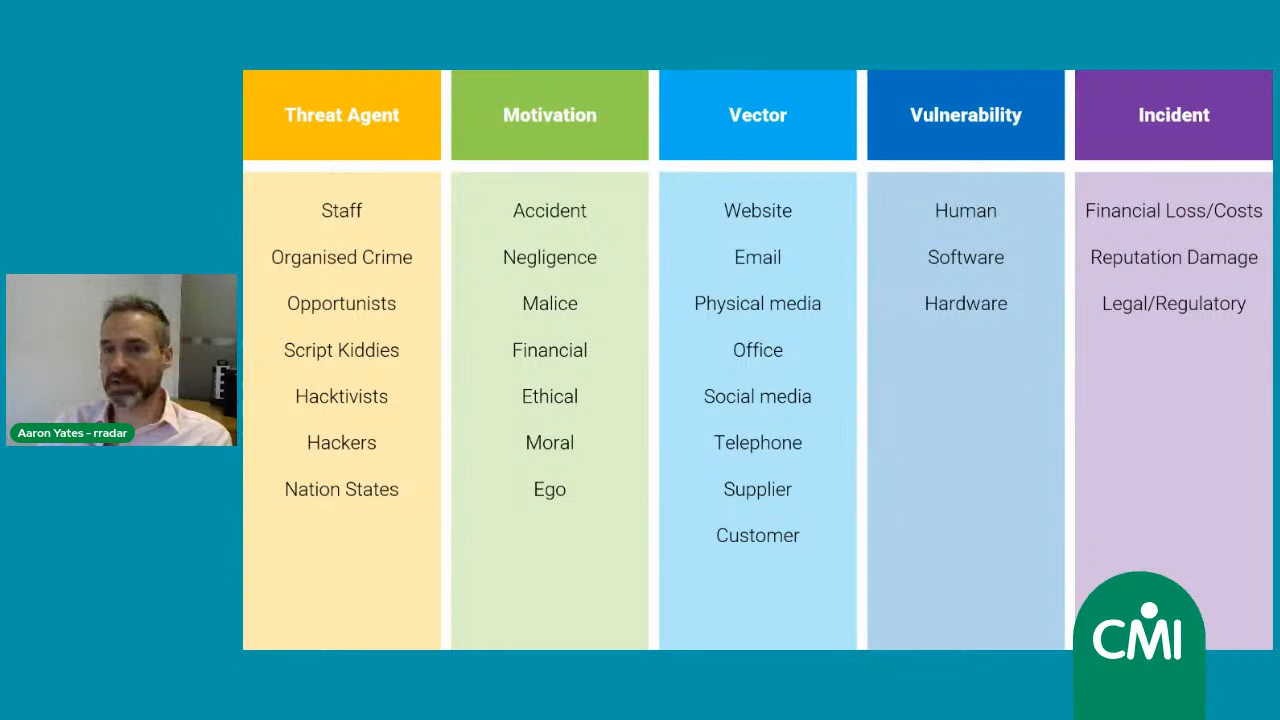 Threat Agent
Motivation
Vector
Vulnerability
Incident
Staff
Organised Crime
Opportunists
Script Kiddies
Hacktivists
Hackers
Nation States
Accident
Negligence
Malice
Financial
Ethical
Moral
Ego
Website
Email
Physical media
Office
Social media
Telephone
Supplier
Customer
Human
Software
Hardware
Financial Loss/Costs
Reputation Damage
Legal/Regulatory
Aaron Yates - rradar
CMI